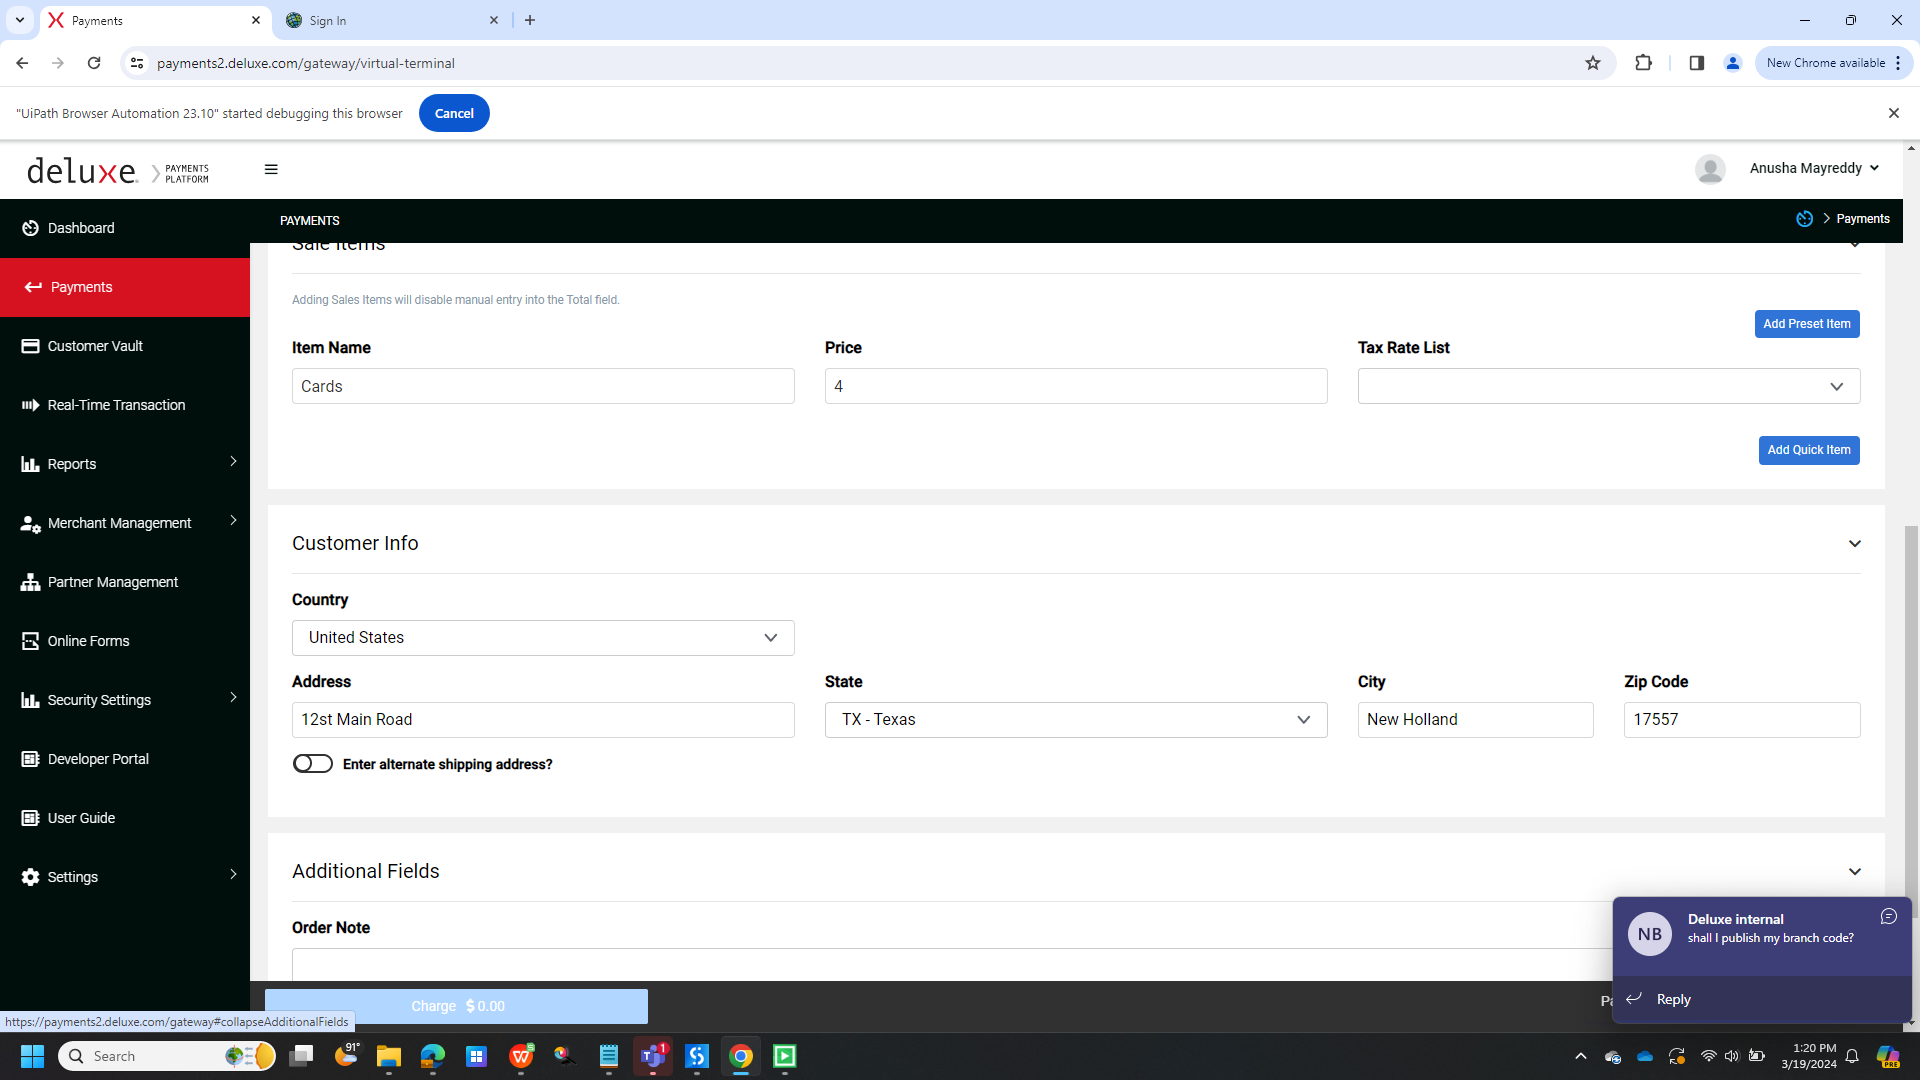 Payments
Sign In
payments2.deluxe.com/gateway/virtual-terminal
New Chrome available
"UiPath Browser Automation 23.10" started debugging this browser
Cancel
deluxe.
PAYMENTS
PLATFORM
Anusha Mayreddy
Dashboard
PAYMENTS
Payments
Payments
Customer Vault
Real-Time Transaction
Reports
Merchant Management
Partner Management
Online Forms
Security Settings
Developer Portal
User Guide
Settings
Sale Items
Adding Sales Items will disable manual entry into the Total field.
Add Preset Item
Item Name
Price
Tax Rate List
Cards
4
Add Quick Item
Customer Info
Country
United States
Address
State
City
Zip Code
12st Main Road
TX - Texas
New Holland
17557
Enter alternate shipping address?
Additional Fields
Order Note
Charge $ 0.00
NB
Deluxe internal
shall I publish my branch code?
Reply
https://payments2.deluxe.com/gateway#collapseAdditionalFields
Search
91°
1
1:20 PM
3/19/2024
PRE